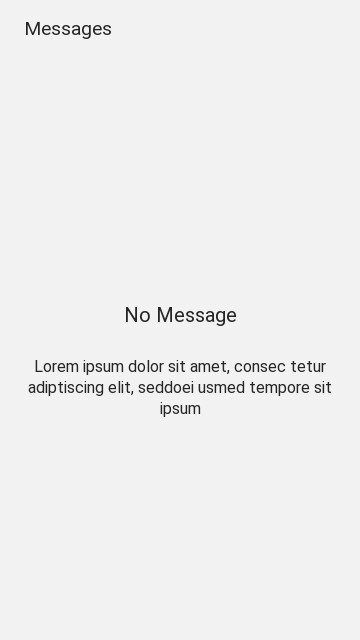 Messages
No Message
Lorem ipsum dolor sit amet, consec tetur
adiptiscing elit, seddoei usmed tempore sit
ipsum